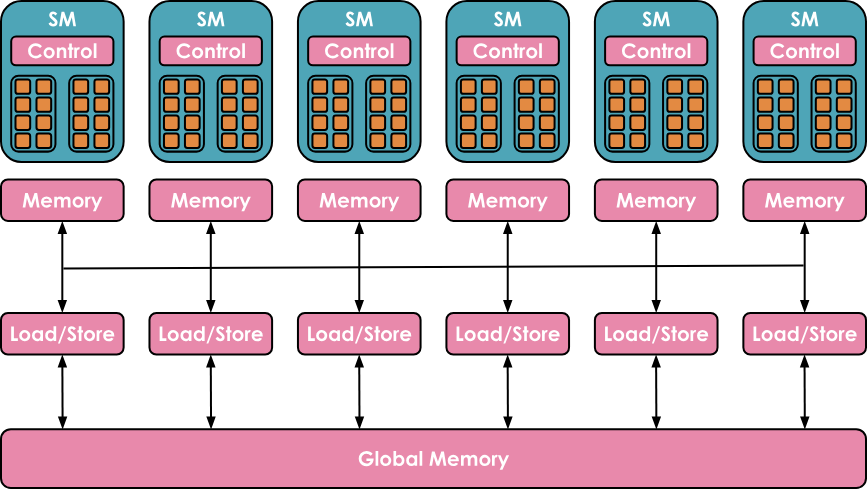 SM SM SM SM SM SM
Control Control Control Control Control Control
Memory Memory Memory Memory Memory Memory
Load/Store Load/Store Load/Store Load/Store Load/Store Load/Store
Global Memory